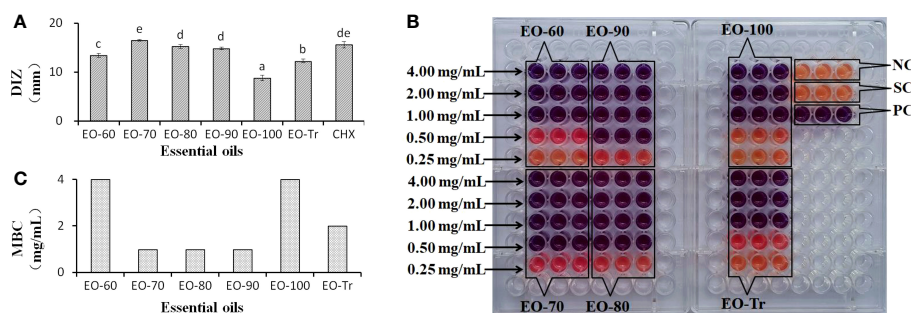 A
20
10
0
DIZ
(mm)
c
e
d
d
a
b
de
EO-60 EO-70 EO-80 EO-90 EO-100 EO-Tr CHX
Essential oils
C
4
2
0
MBC
(mg/mL)
EO-60 EO-70 EO-80 EO-90 EO-100 EO-Tr
Essential oils
B
EO-60 EO-90 EO-100
4.00 mg/mL
2.00 mg/mL
1.00 mg/mL
0.50 mg/mL
0.25 mg/mL
4.00 mg/mL
2.00 mg/mL
1.00 mg/mL
0.50 mg/mL
0.25 mg/mL
NC
SC
PC
EO-70 EO-80 EO-Tr